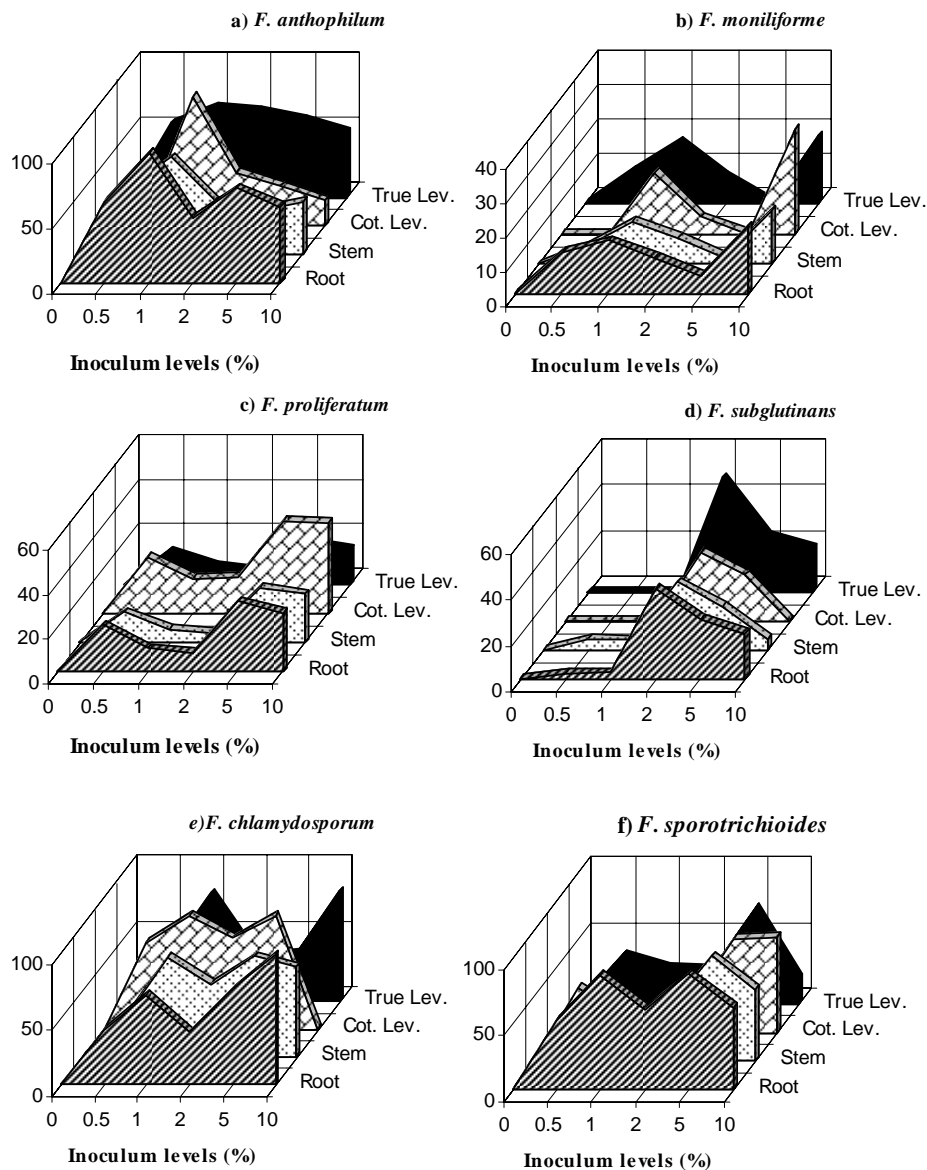 a) F. anthophilum
100
50
0
0 0.5 1 2 5 10
True Lev.
Cot. Lev.
Stem
Root
Inoculum levels (%)
b) F. moniliforme
40
30
20
10
0
0 0.5 1 2 5 10
True Lev.
Cot. Lev.
Stem
Root
Inoculum levels (%)
c) F. proliferatum
60
40
20
0
0 0.5 1 2 5 10
True Lev.
Cot. Lev.
Stem
Root
Inoculum levels (%)
d) F. subglutinans
60
40
20
0
0 0.5 1 2 5 10
True Lev.
Cot. Lev.
Stem
Root
Inoculum levels (%)
e)F. chlamydosporum
100
50
0
0 0.5 1 2 5 10
True Lev.
Cot. Lev.
Stem
Root
Inoculum levels (%)
f) F. sporotrichioides
100
50
0
0 0.5 1 2 5 10
True Lev.
Cot. Lev.
Stem
Root
Inoculum levels (%)